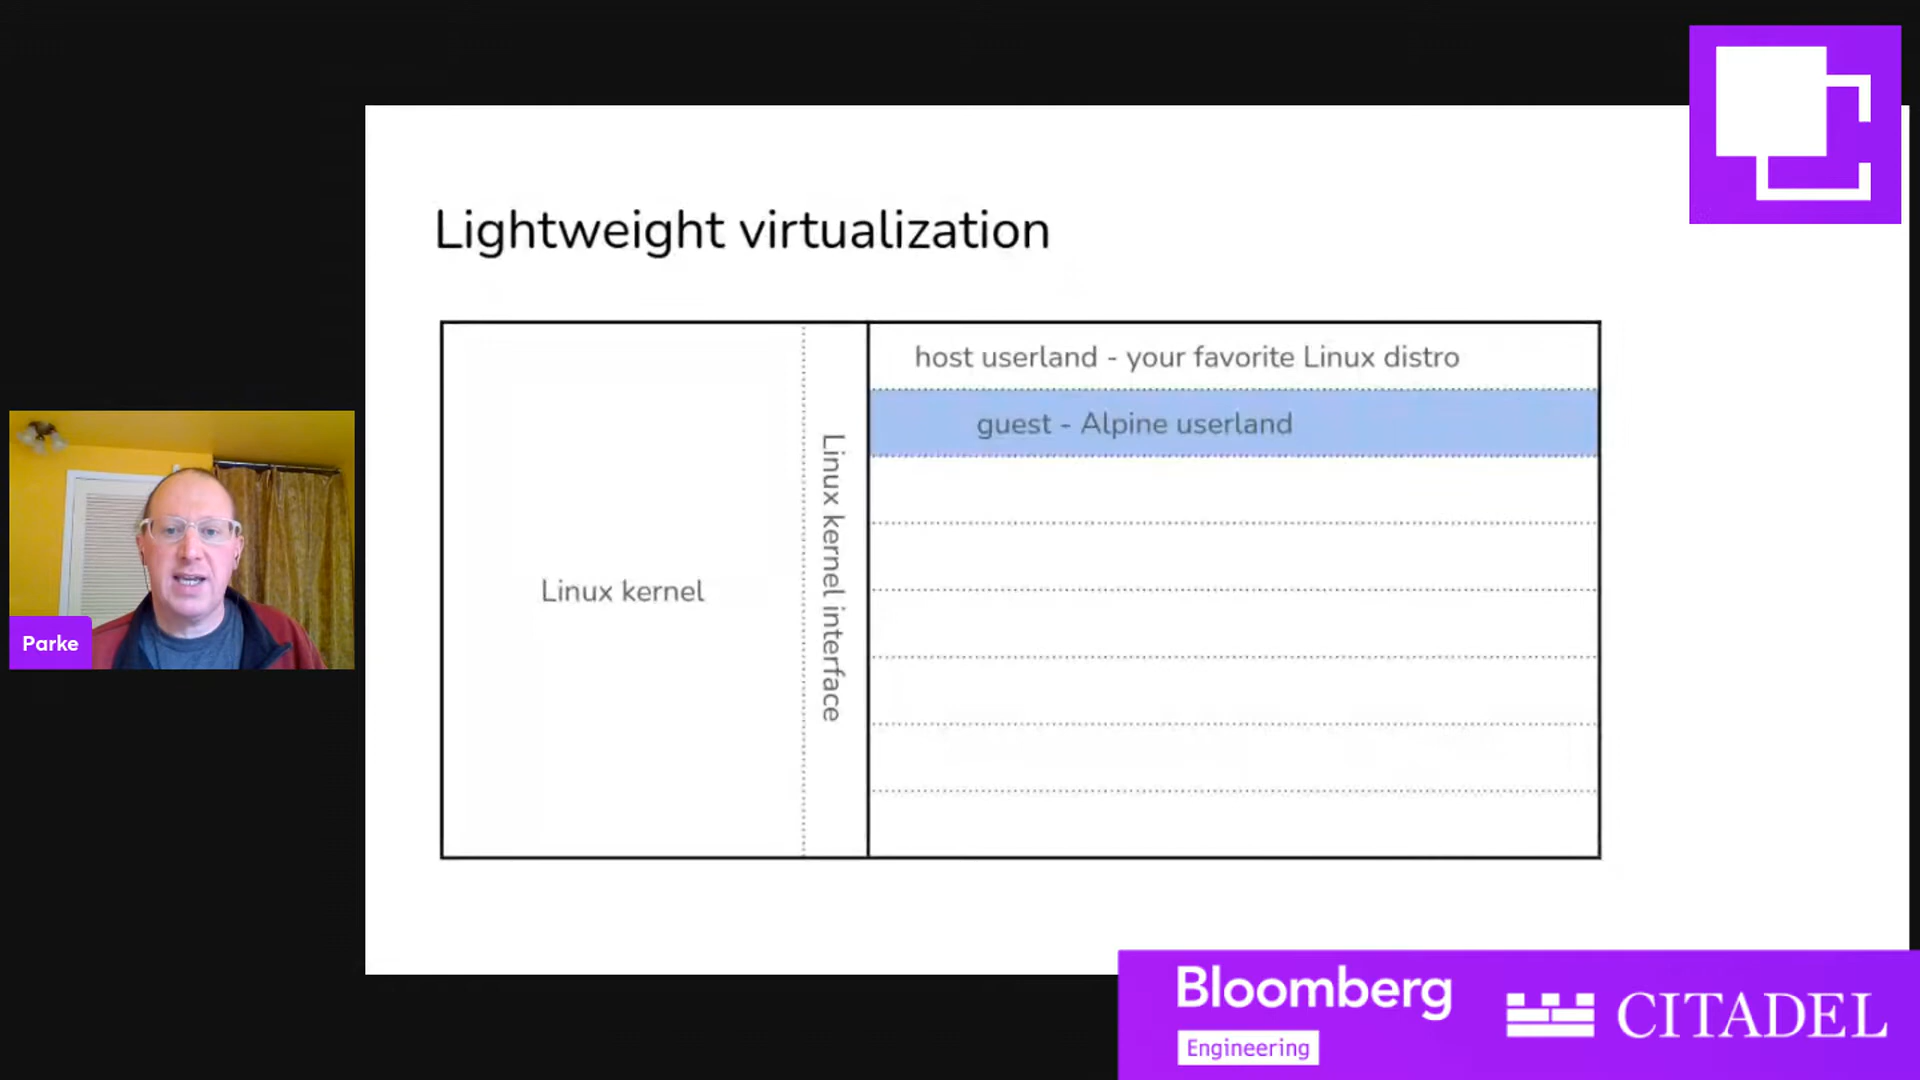 Lightweight virtualization
host userland - your favorite Linux distro
guest - Alpine userland
Linux kernel
Linux kernel interface
Parke
Bloomberg
Engineering
CITADEL